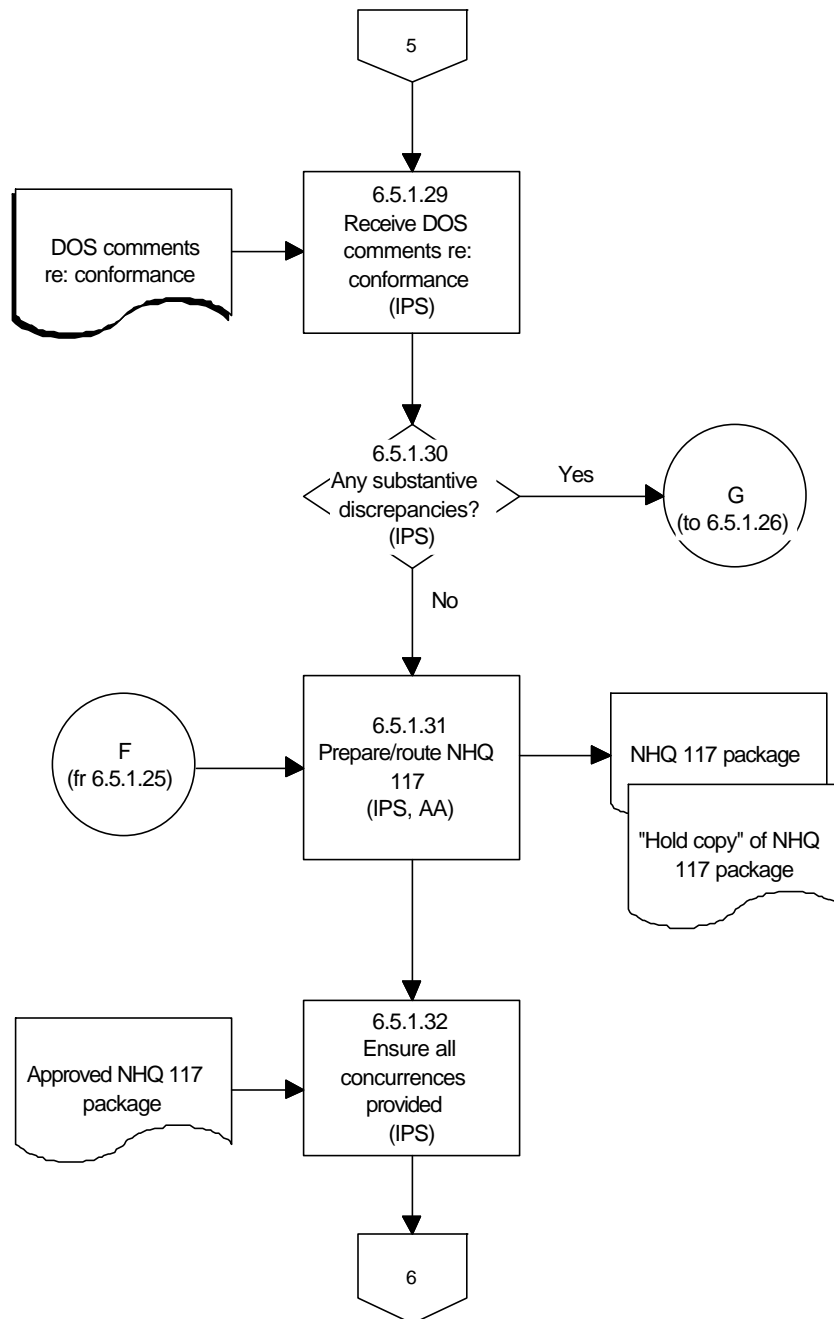 5
DOS comments
re: conformance
6.5.1.29
Receive DOS
comments re:
conformance
(IPS)
6.5.1.30
Any substantive
discrepancies?
(IPS)
Yes
G
(to 6.5.1.26)
No
F
(fr 6.5.1.25)
6.5.1.31
Prepare/route NHQ
117
(IPS, AA)
NHQ 117 package
"Hold copy" of NHQ
117 package
Approved NHQ 117
package
6.5.1.32
Ensure all
concurrences
provided
(IPS)
6